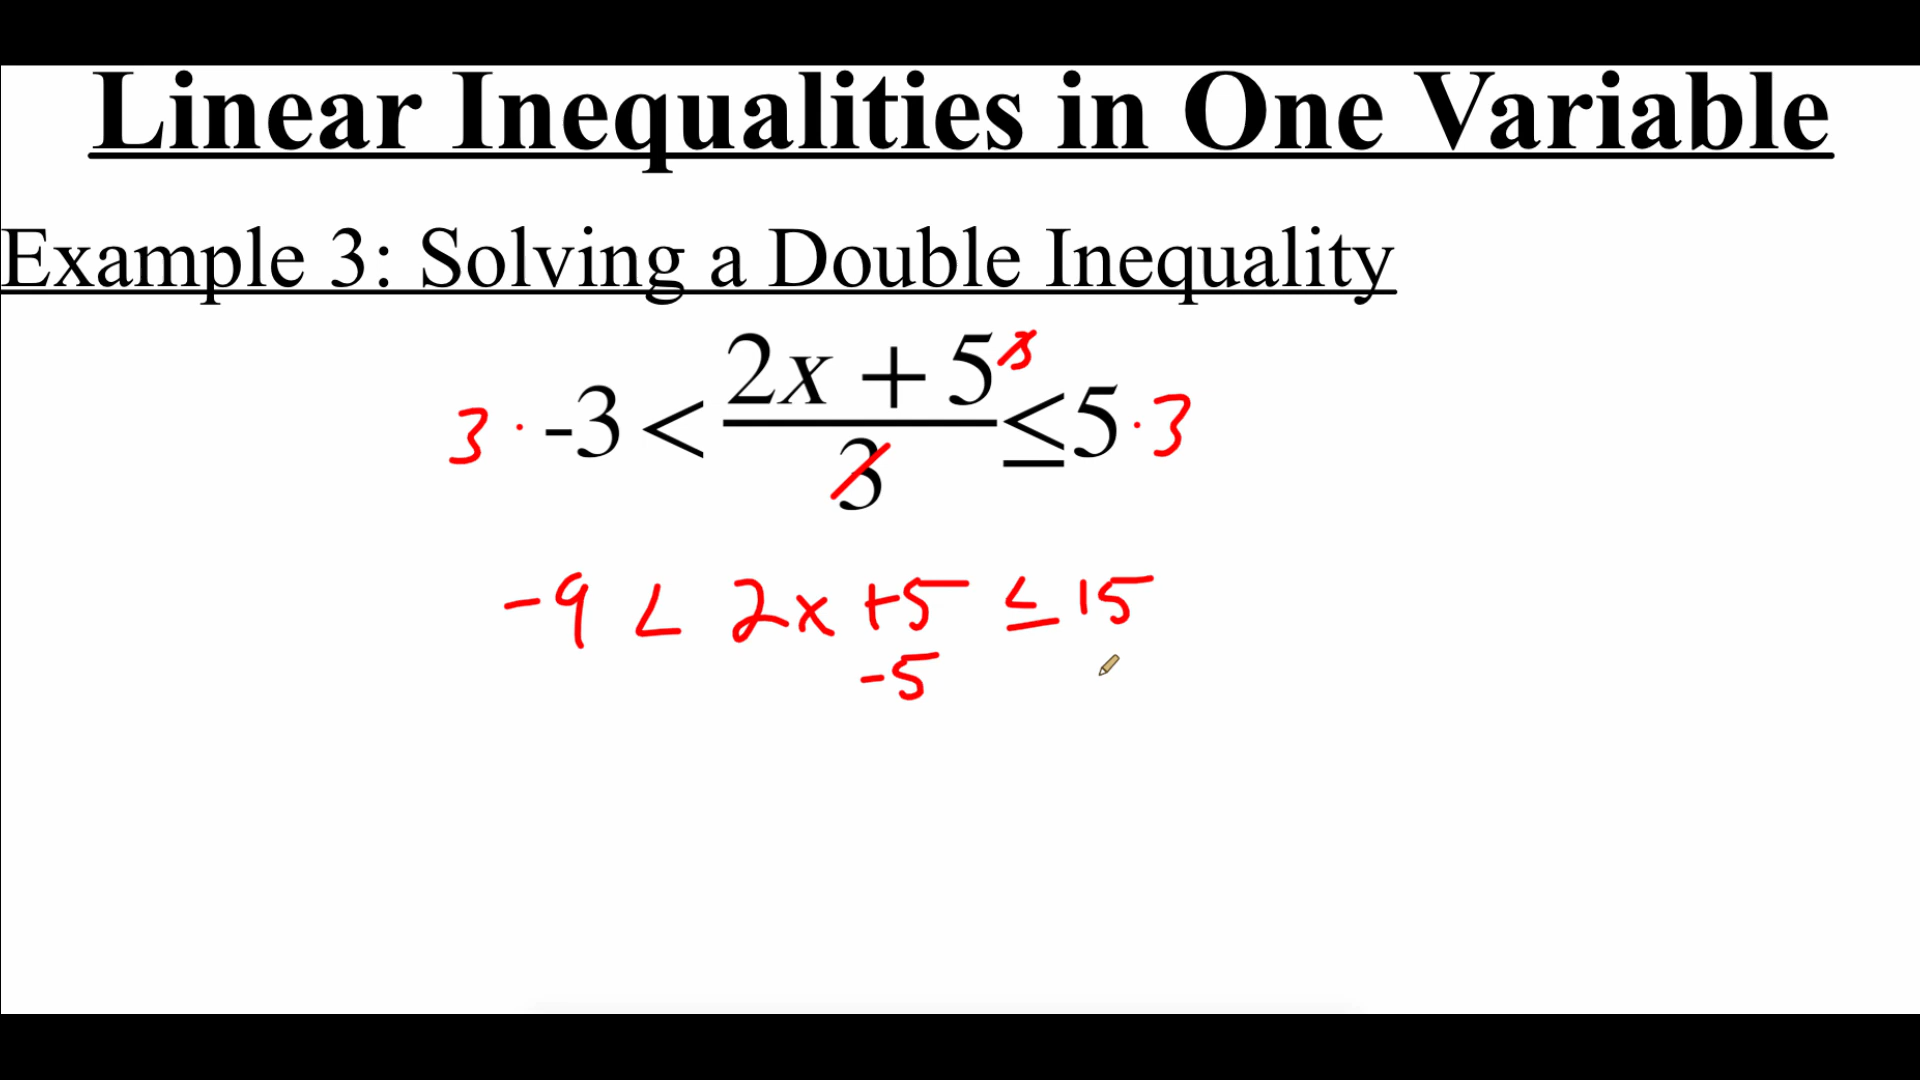 Linear Inequalities in One Variable
Example 3: Solving a Double Inequality
3 · -3 < (2x + 5)/3 · 3 ≤ 5 · 3
-9 < 2x +5 ≤ 15
-5